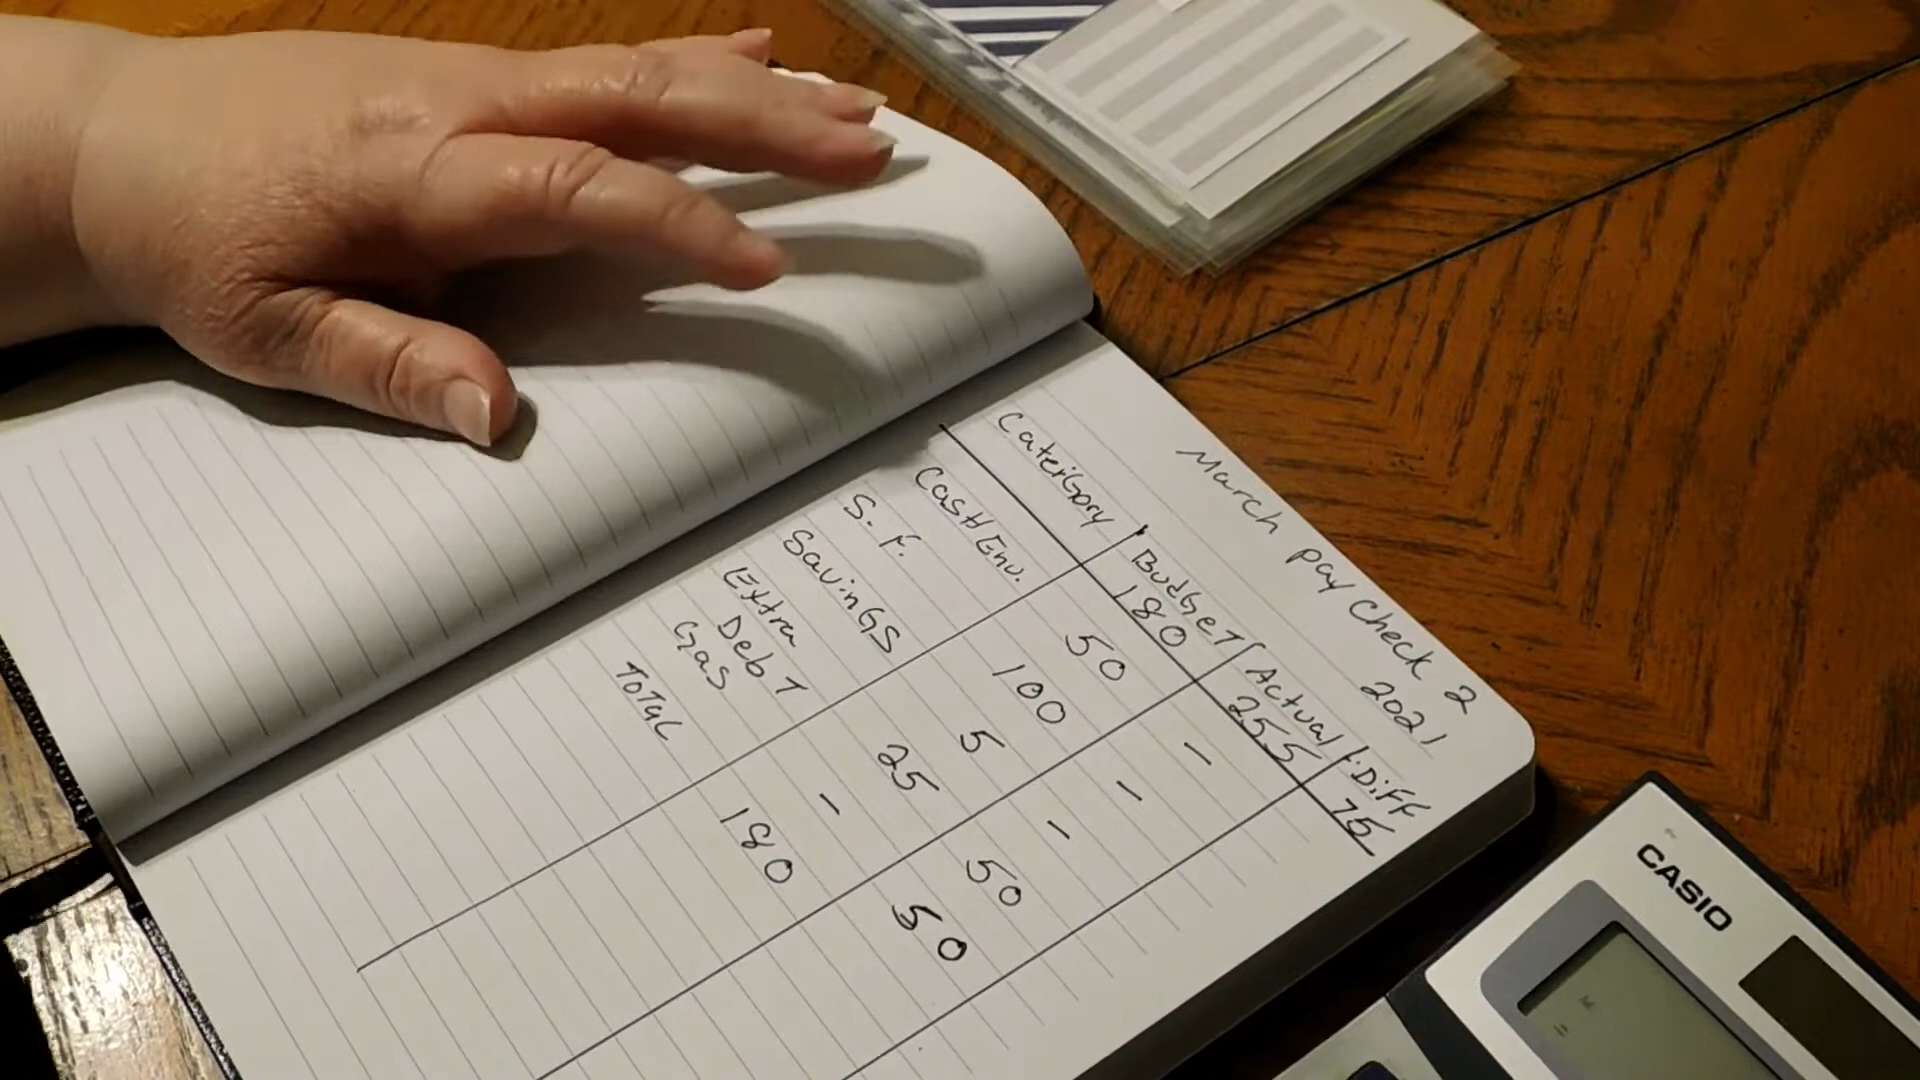 March pay Check 2
2021
CaterGory BudgeT Actual Diff
180 255 75
CasH Env. 50 –
S. F. 100 –
SavinGS 5 –
Extra
DebT 25 50
Gas – 50
ToTaL 180
CASIO